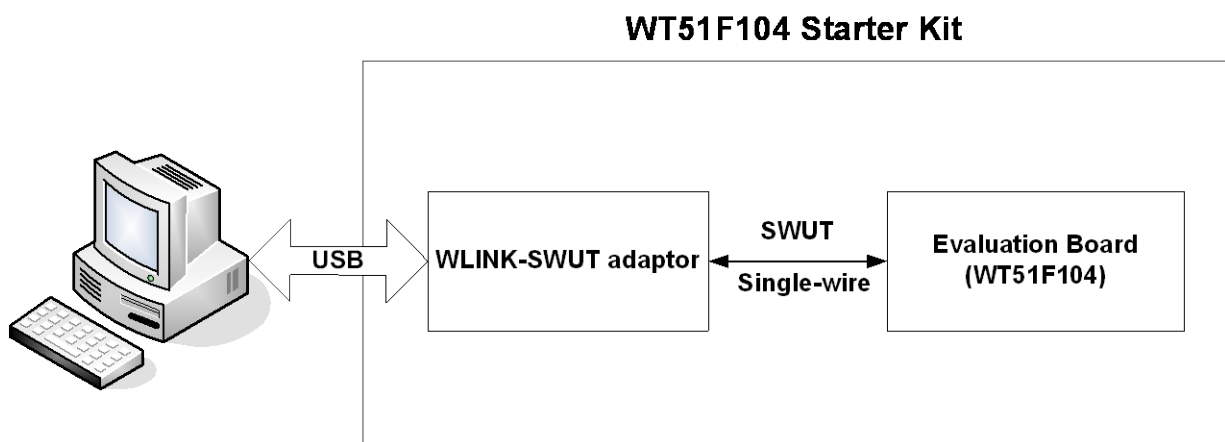 WT51F104 Starter Kit
USB
WLINK-SWUT adaptor
SWUT
Single-wire
Evaluation Board
(WT51F104)